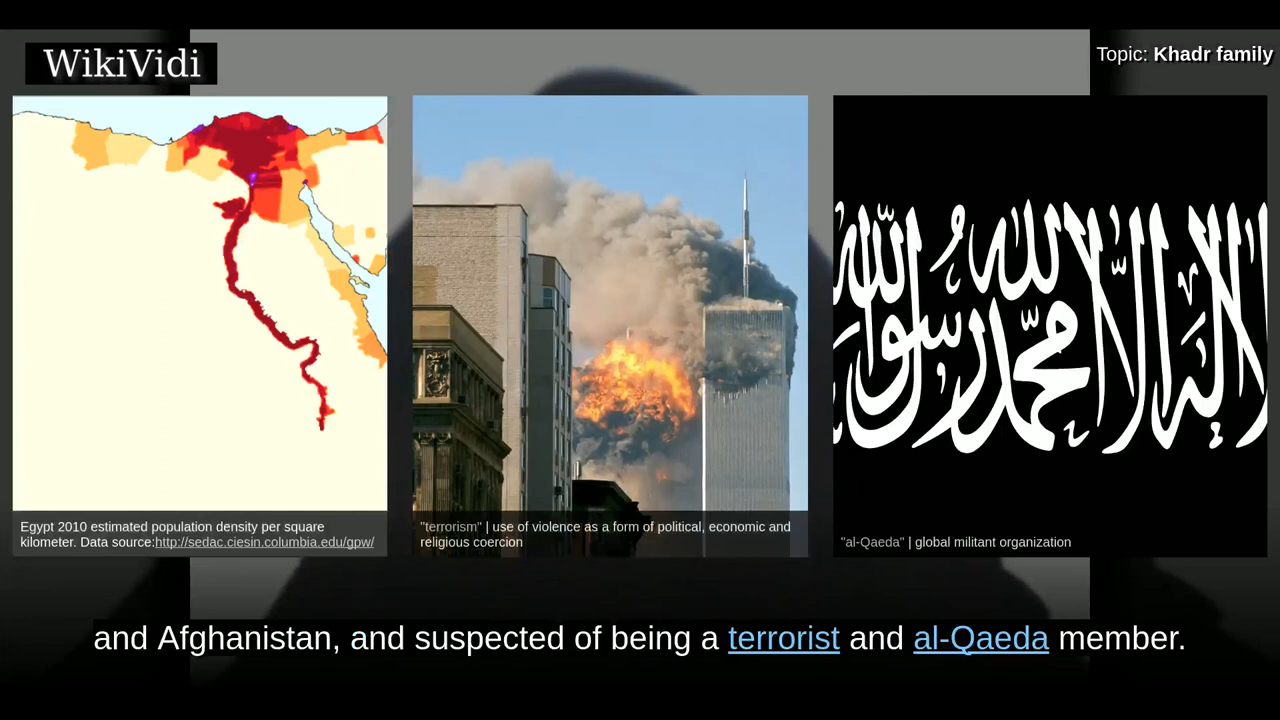 WikiVidi
Topic: Khadr family
Egypt 2010 estimated population density per square
kilometer. Data source:http://sedac.ciesin.columbia.edu/gpw/
"terrorism" | use of violence as a form of political, economic and
religious coercion
لا اله الا الله محمد رسول الله
"al-Qaeda" | global militant organization
and Afghanistan, and suspected of being a terrorist and al-Qaeda member.